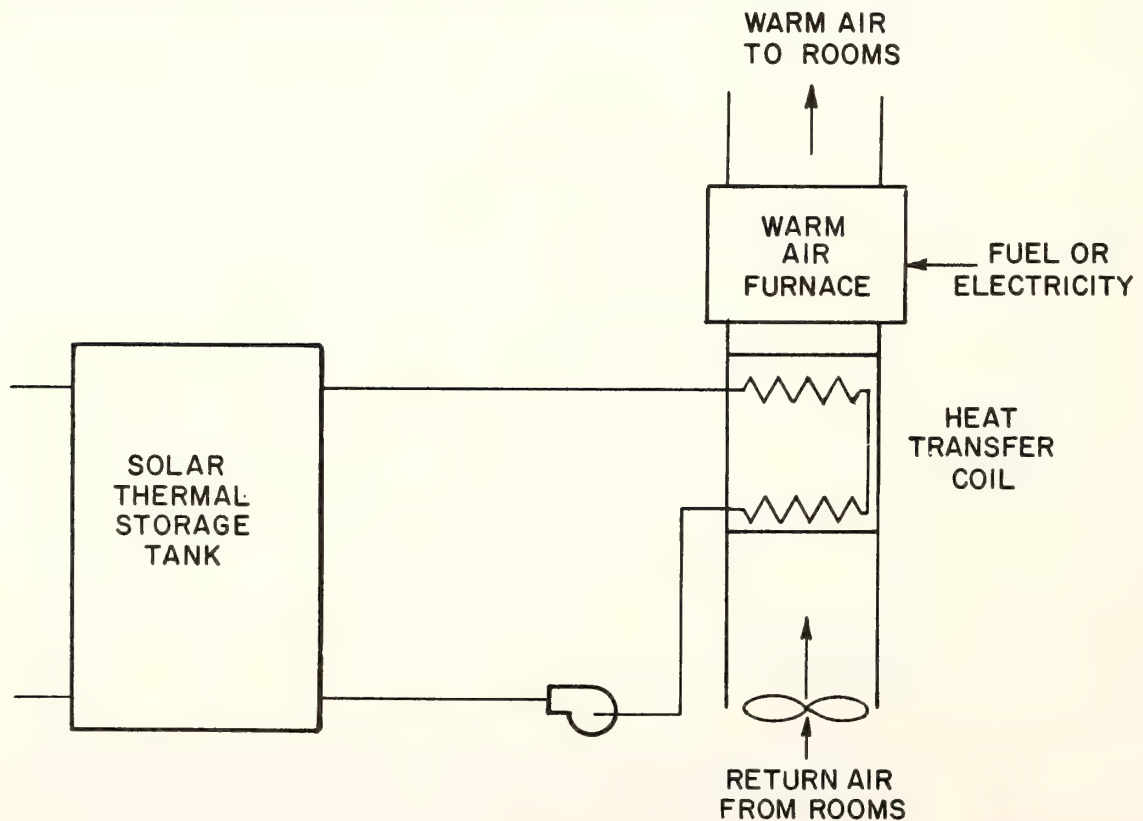 WARM AIR
TO ROOMS
WARM
AIR
FURNACE
FUEL OR
ELECTRICITY
HEAT
TRANSFER
COIL
SOLAR
THERMAL
STORAGE
TANK
RETURN AIR
FROM ROOMS